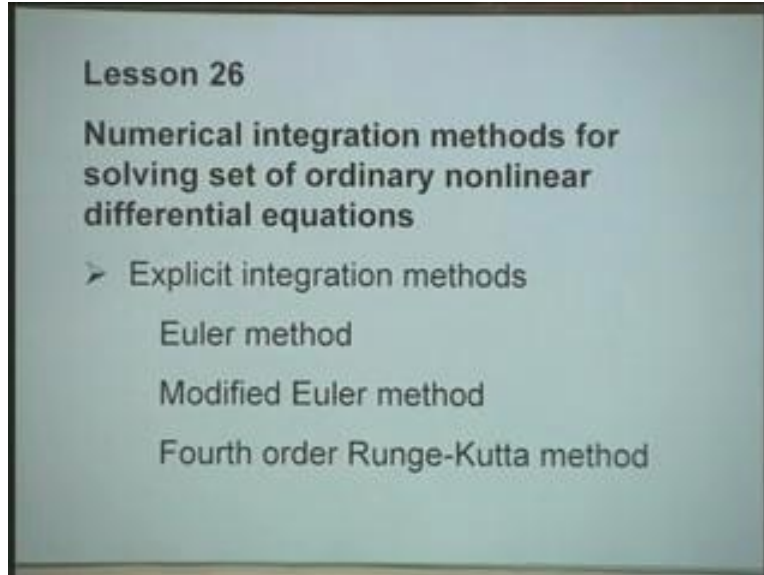 Lesson 26
Numerical integration methods for
solving set of ordinary nonlinear
differential equations
➢ Explicit integration methods
Euler method
Modified Euler method
Fourth order Runge-Kutta method